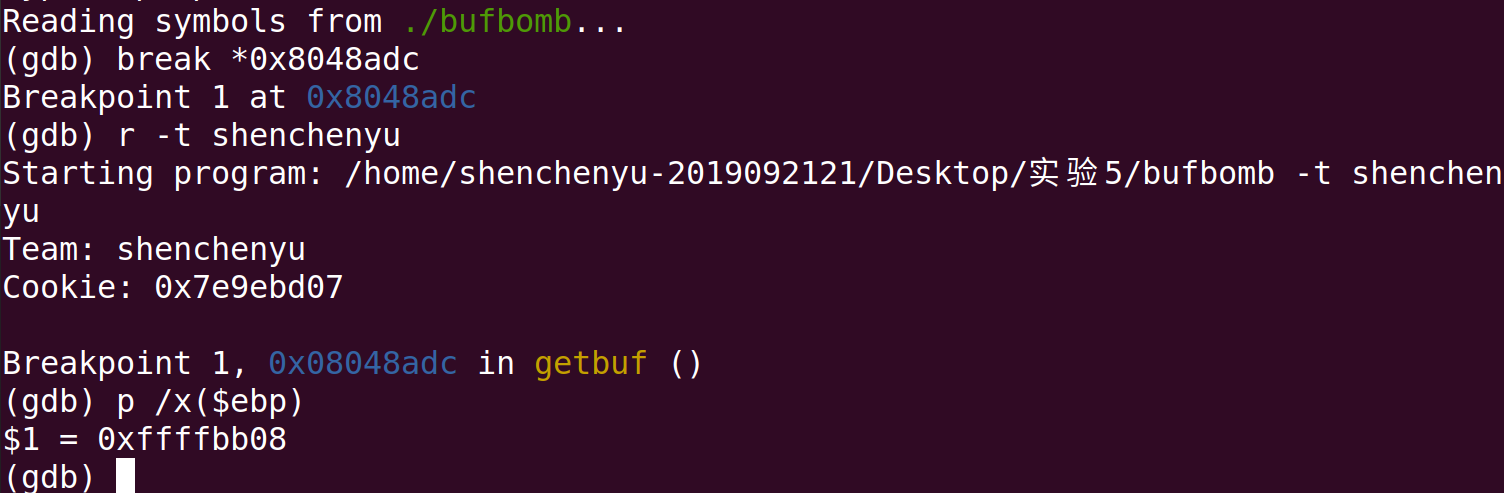 Reading symbols from ./bufbomb...
(gdb) break *0x8048adc
Breakpoint 1 at 0x8048adc
(gdb) r -t shenchenyu
Starting program: /home/shenchenyu-2019092121/Desktop/实验5/bufbomb -t shenchen
yu
Team: shenchenyu
Cookie: 0x7e9ebd07
Breakpoint 1, 0x08048adc in getbuf ()
(gdb) p /x($ebp)
$1 = 0xffffbb08
(gdb)